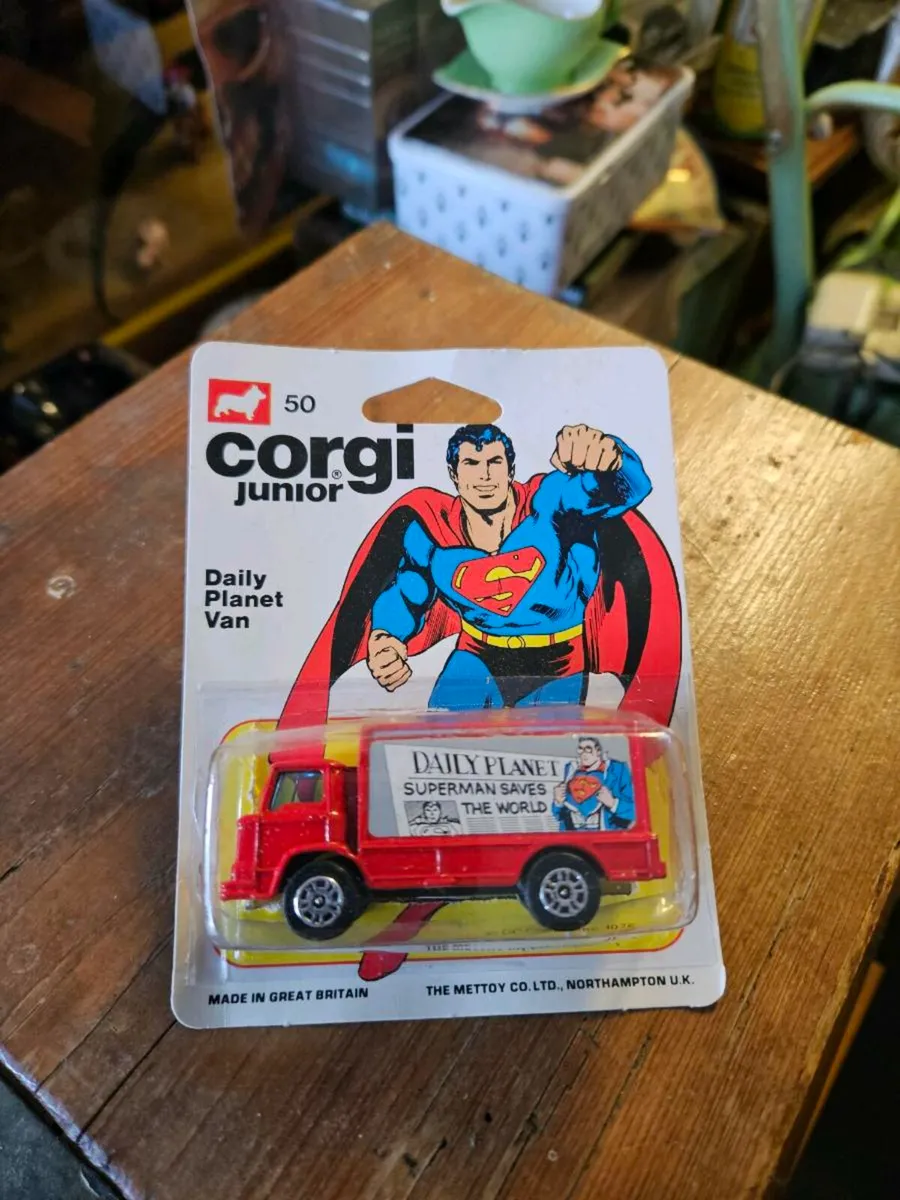 50
corgi®
junior
Daily
Planet
Van
DAILY PLANET
SUPERMAN SAVES
THE WORLD
MADE IN GREAT BRITAIN
THE METTOY CO. LTD., NORTHAMPTON U.K.